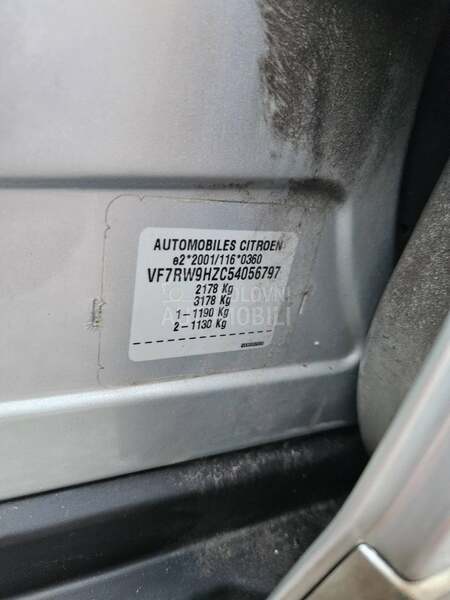 AUTOMOBILES CITROEN
e2*2001/116*0360
VF7RW9HZC54056797
2178 Kg
3178 Kg
1-1190 Kg
2-1130 Kg